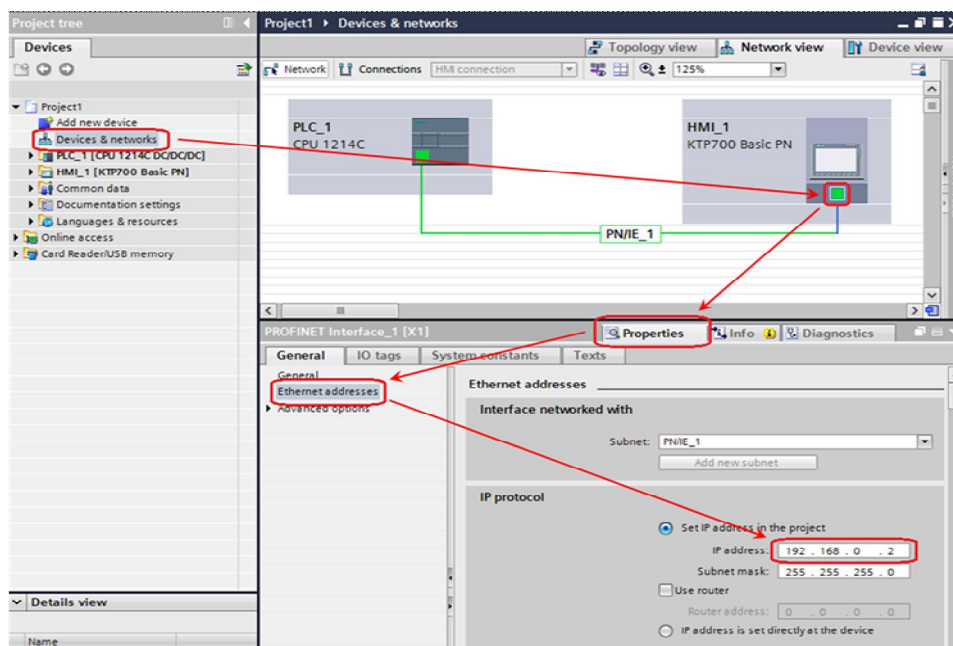 Project tree
Devices
Project1
Add new device
Devices & networks
PLC_1 [CPU 1214C DC/DC/DC]
HMI_1 [KTP700 Basic PN]
Common data
Documentation settings
Languages & resources
Online access
Card Reader/USB memory
Details view
Name
Project1 Devices & networks
Topology view Network view Device view
Network Connections HMI connection 125%
PLC_1
CPU 1214C
HMI_1
KTP700 Basic PN
PN/IE_1
PROFINET Interface_1 [X1]
Properties Info Diagnostics
General IO tags System constants Texts
General
Ethernet addresses
Advanced options
Ethernet addresses
Interface networked with
Subnet: PN/IE_1
Add new subnet
IP protocol
Set IP address in the project
IP address: 192 . 168 . 0 . 2
Subnet mask: 255 . 255 . 255 . 0
Use router
Router address: 0 . 0 . 0 . 0
IP address is set directly at the device